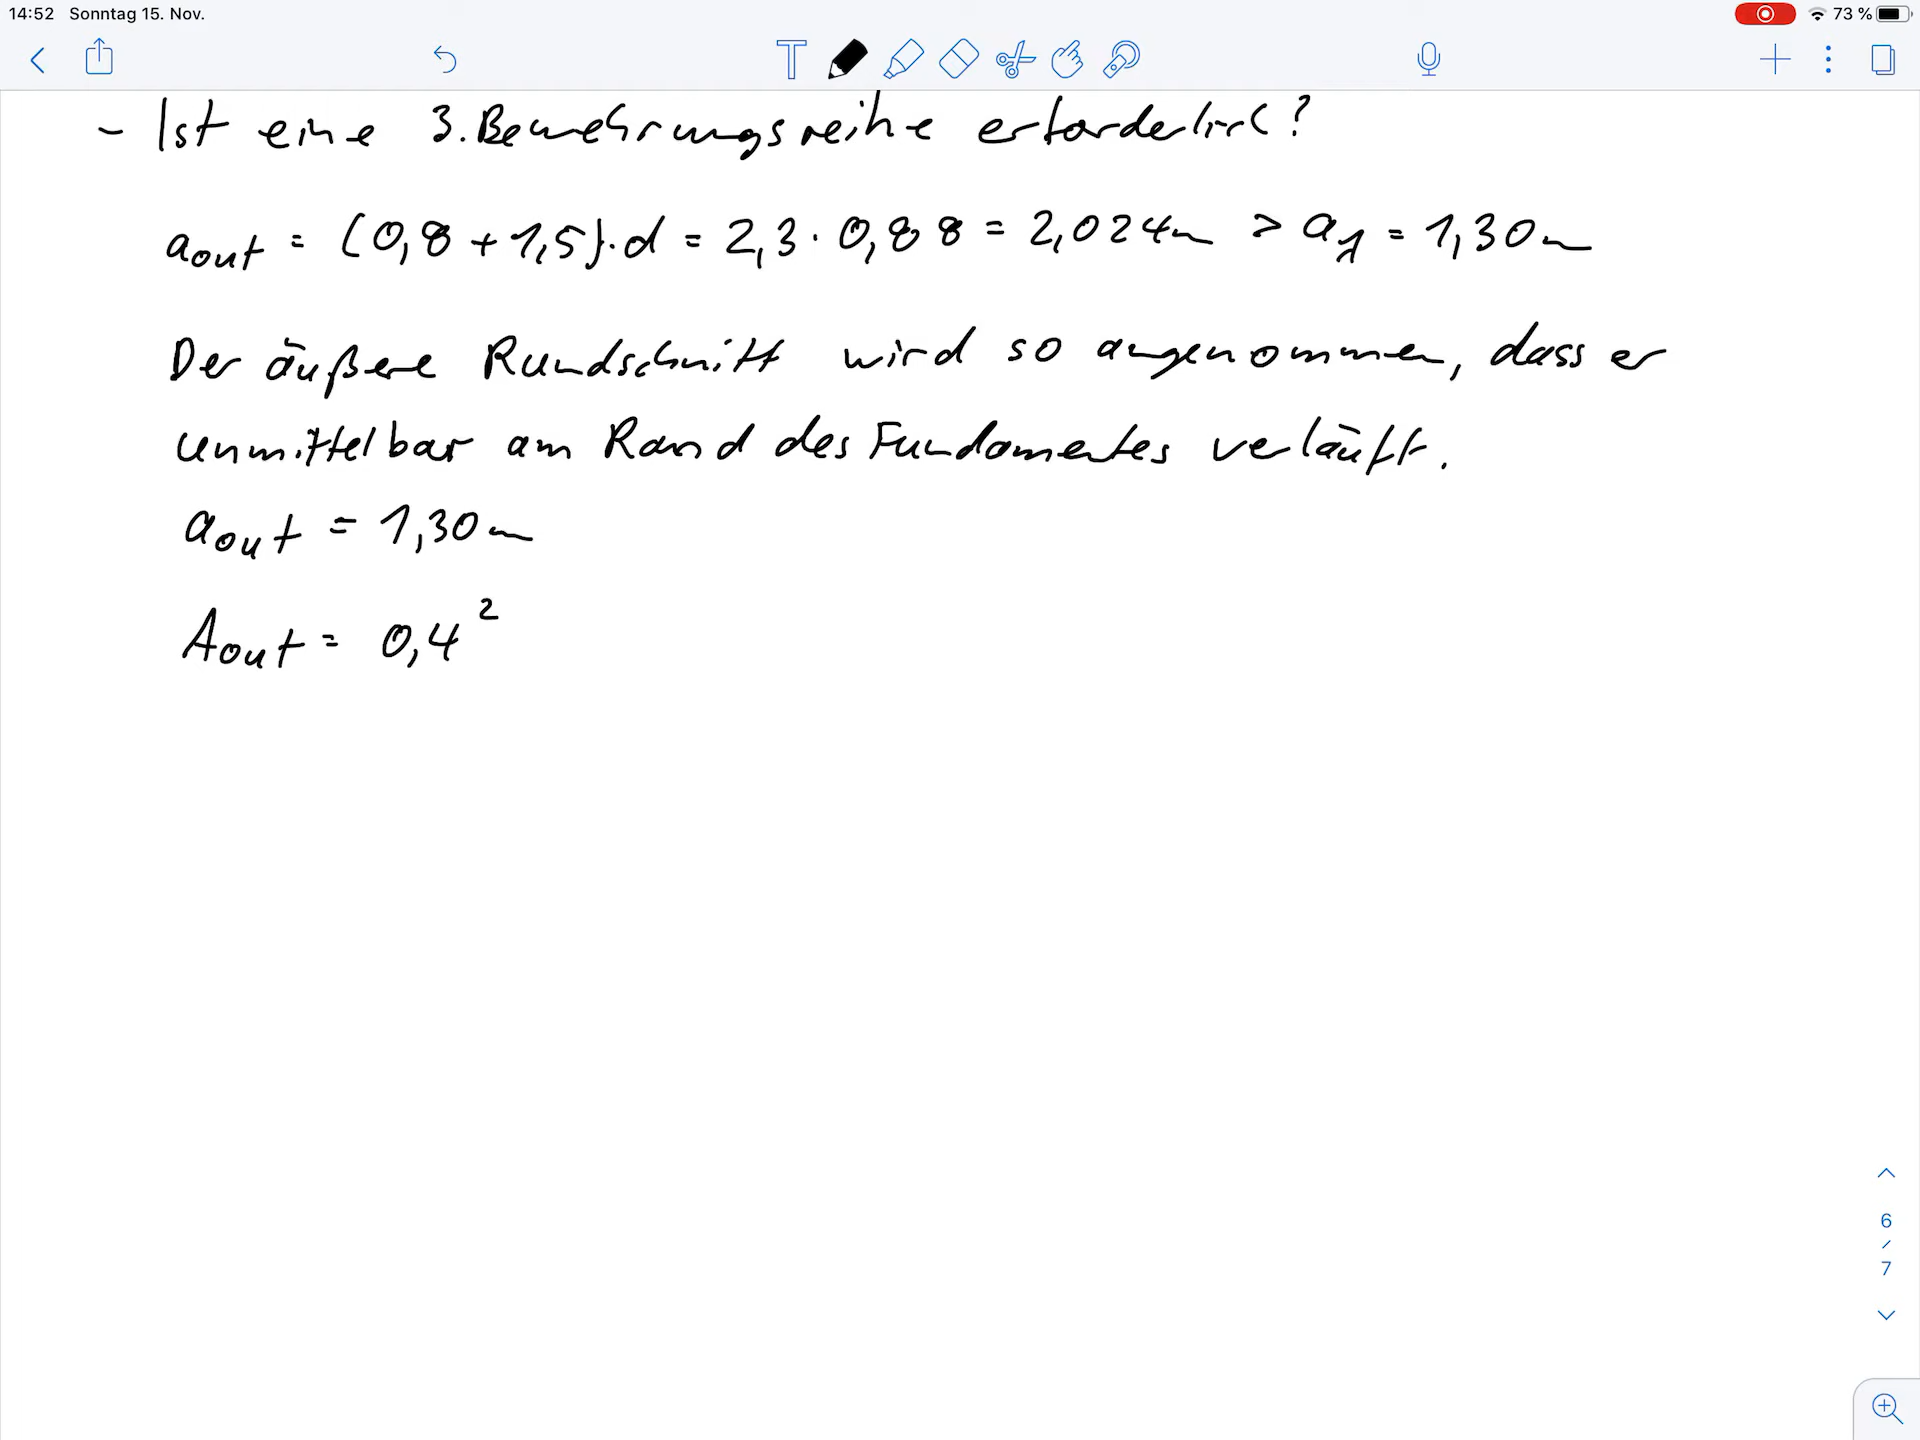 14:52 Sonntag 15. Nov. 73 %
- Ist eine 3. Bewehrungsreihe erforderlich?
aout = (0,8 + 1,5)·d = 2,3 · 0,88 = 2,024m > a1 = 1,30m
Der äußere Rundschnitt wird so angenommen, dass er
unmittelbar am Rand des Fundamentes verläuft.
aout = 1,30m
Aout = 0,4²
6
/
7